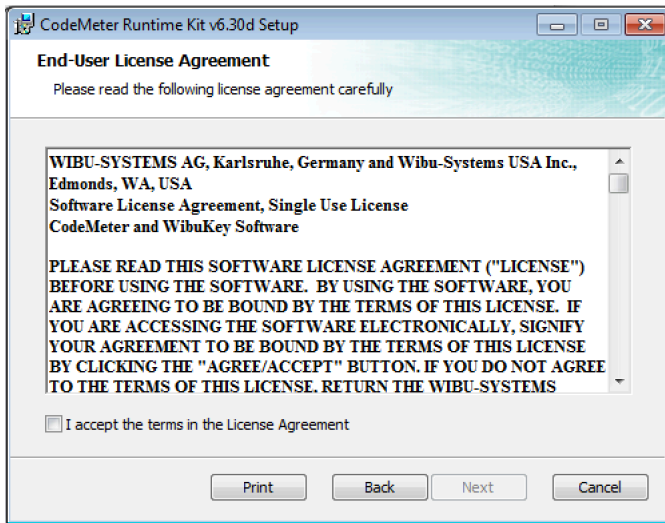 CodeMeter Runtime Kit v6.30d Setup
End-User License Agreement
Please read the following license agreement carefully
WIBU-SYSTEMS AG, Karlsruhe, Germany and Wibu-Systems USA Inc.,
Edmonds, WA, USA
Software License Agreement, Single Use License
CodeMeter and WibuKey Software
PLEASE READ THIS SOFTWARE LICENSE AGREEMENT ("LICENSE")
BEFORE USING THE SOFTWARE.  BY USING THE SOFTWARE, YOU
ARE AGREEING TO BE BOUND BY THE TERMS OF THIS LICENSE.  IF
YOU ARE ACCESSING THE SOFTWARE ELECTRONICALLY, SIGNIFY
YOUR AGREEMENT TO BE BOUND BY THE TERMS OF THIS LICENSE
BY CLICKING THE "AGREE/ACCEPT" BUTTON. IF YOU DO NOT AGREE
TO THE TERMS OF THIS LICENSE, RETURN THE WIBU-SYSTEMS
I accept the terms in the License Agreement
Print Back Next Cancel